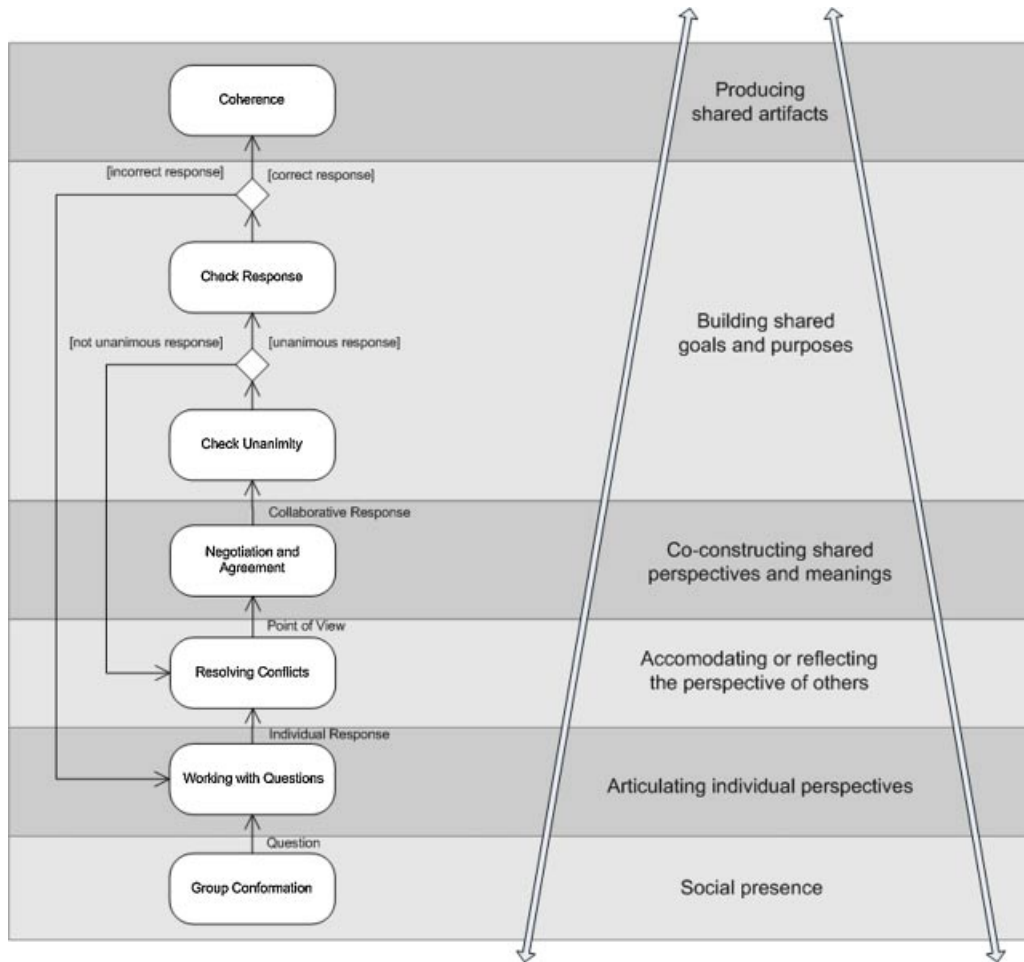 Coherence
Producing
shared artifacts
[incorrect response]
[correct response]
Check Response
Building shared
goals and purposes
[not unanimous response]
[unanimous response]
Check Unanimity
Collaborative Response
Negotiation and
Agreement
Co-constructing shared
perspectives and meanings
Point of View
Resolving Conflicts
Accomodating or reflecting
the perspective of others
Individual Response
Working with Questions
Articulating individual perspectives
Question
Group Conformation
Social presence